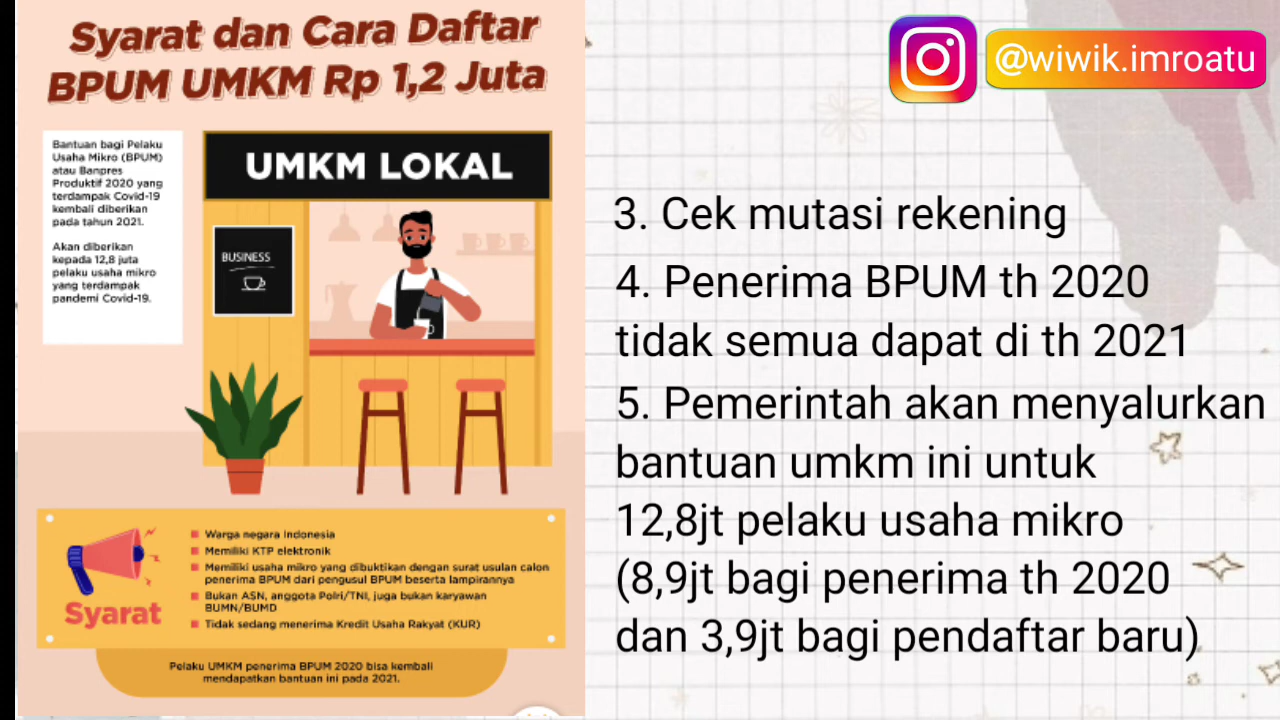 Syarat dan Cara Daftar
BPUM UMKM Rp 1,2 Juta
Bantuan bagi Pelaku
Usaha Mikro (BPUM)
atau Banpres
Produktif 2020 yang
terdampak Covid-19
kembali diberikan
pada tahun 2021.
Akan diberikan
kepada 12,8 juta
pelaku usaha mikro
yang terdampak
pandemi Covid-19.
UMKM LOKAL
BUSINESS
Syarat
Warga negara Indonesia
Memiliki KTP elektronik
Memiliki usaha mikro yang dibuktikan dengan surat usulan calon
penerima BPUM dari pengusul BPUM beserta lampirannya
Bukan ASN, anggota Polri/TNI, juga bukan karyawan
BUMN/BUMD
Tidak sedang menerima Kredit Usaha Rakyat (KUR)
Pelaku UMKM penerima BPUM 2020 bisa kembali
mendapatkan bantuan ini pada 2021.
@wiwik.imroatu
3. Cek mutasi rekening
4. Penerima BPUM th 2020
tidak semua dapat di th 2021
5. Pemerintah akan menyalurkan
bantuan umkm ini untuk
12,8jt pelaku usaha mikro
(8,9jt bagi penerima th 2020
dan 3,9jt bagi pendaftar baru)